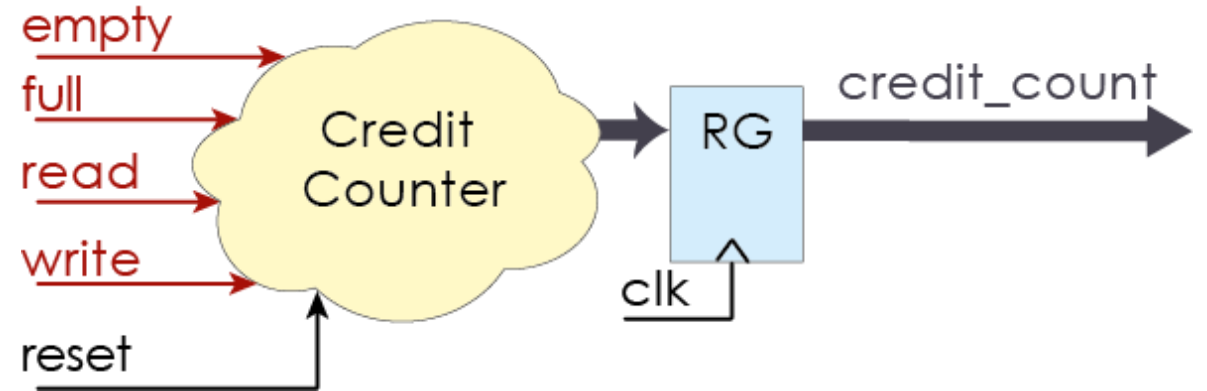 empty
full
read
write
reset
Credit
Counter
RG
clk
credit_count